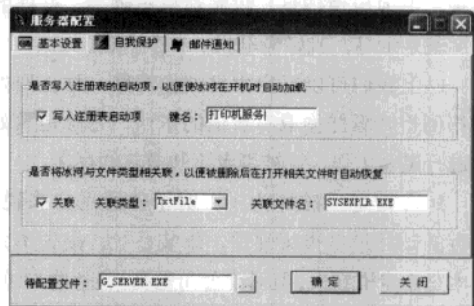 服务器配置
基本设置 自我保护 邮件通知
是否写入注册表的启动项，以便使冰河在开机时自动加载
写入注册表启动项 键名： 打印机服务
是否将冰河与文件类型相关联，以便被删除后在打开相关文件时自动恢复
关联 关联类型： TxtFile 关联文件名： SYSEXPLR.EXE
待配置文件： G_SERVER.EXE ... 确 定 关 闭